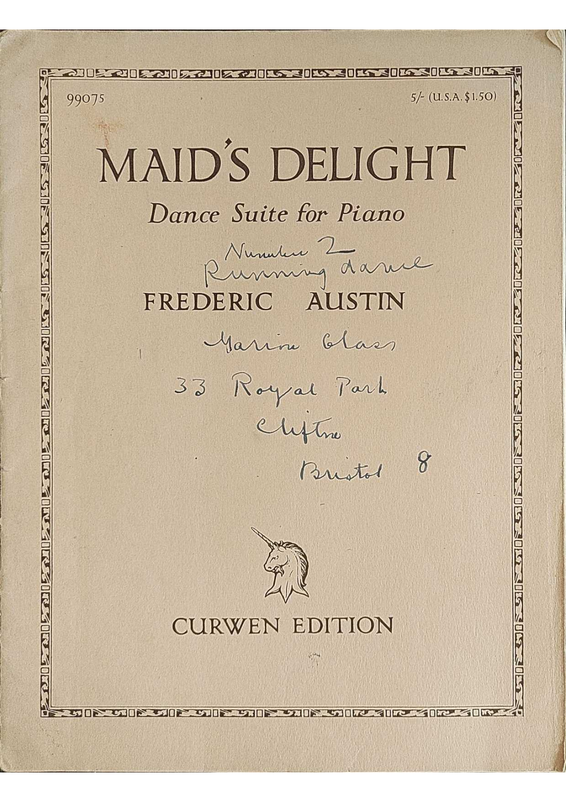 99075 5/- (U.S.A. $1.50)
MAID'S DELIGHT
Dance Suite for Piano
Number 2
Running dance
FREDERIC AUSTIN
Glass
33 Royal Park
Clifton
Bristol 8
CURWEN EDITION